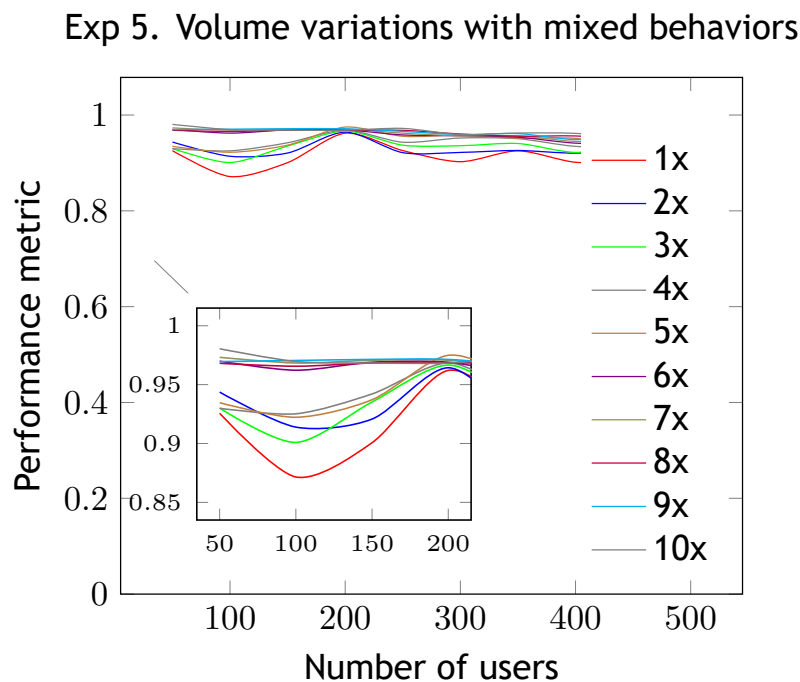 Exp 5. Volume variations with mixed behaviors
Performance metric
1
0.8
0.6
0.4
0.2
0
100 200 300 400 500
Number of users
1
0.95
0.9
0.85
50 100 150 200
1x
2x
3x
4x
5x
6x
7x
8x
9x
10x